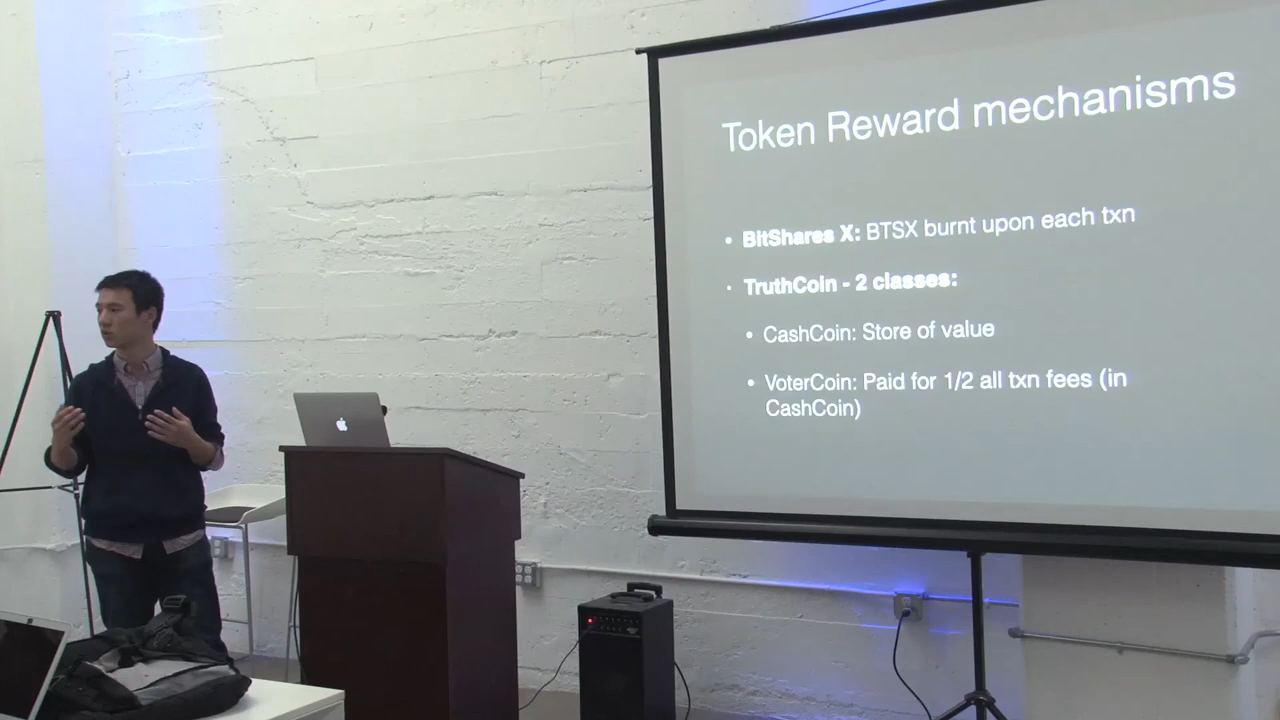 Token Reward mechanisms
• BitShares X: BTSX burnt upon each txn
• TruthCoin - 2 classes:
• CashCoin: Store of value
• VoterCoin: Paid for 1/2 all txn fees (in
CashCoin)